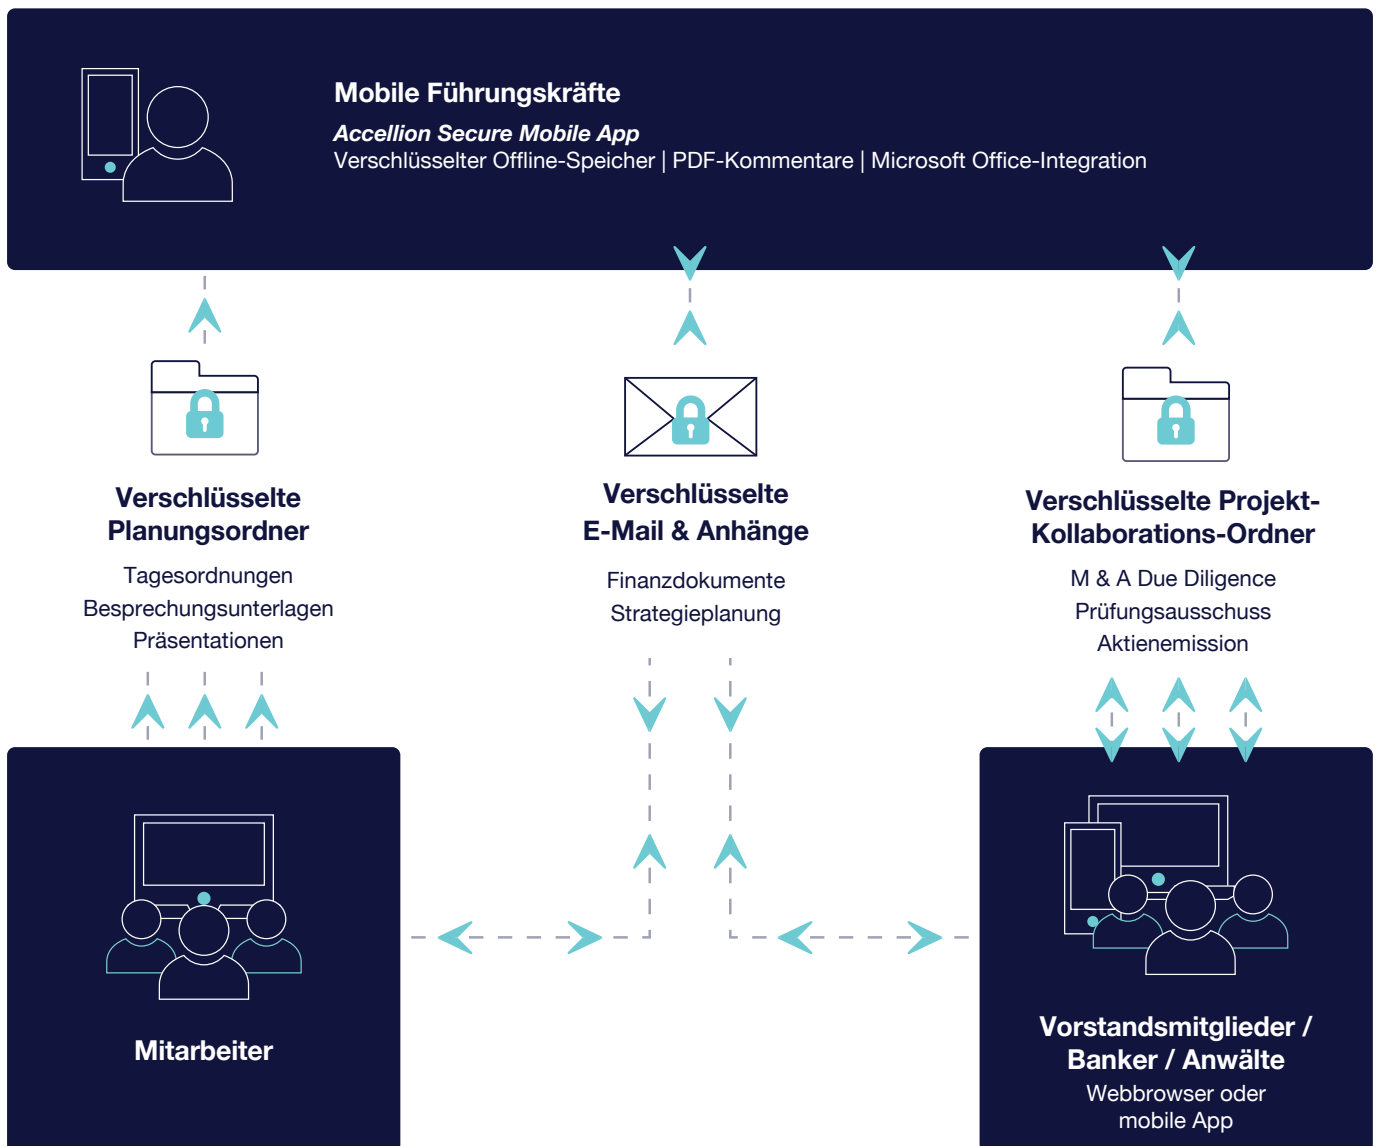 Mobile Führungskräfte
Accellion Secure Mobile App
Verschlüsselter Offline-Speicher | PDF-Kommentare | Microsoft Office-Integration
Verschlüsselte
Planungsordner
Tagesordnungen
Besprechungsunterlagen
Präsentationen
Verschlüsselte
E-Mail & Anhänge
Finanzdokumente
Strategieplanung
Verschlüsselte Projekt-
Kollaborations-Ordner
M & A Due Diligence
Prüfungsausschuss
Aktienemission
Mitarbeiter
Vorstandsmitglieder /
Banker / Anwälte
Webbrowser oder
mobile App